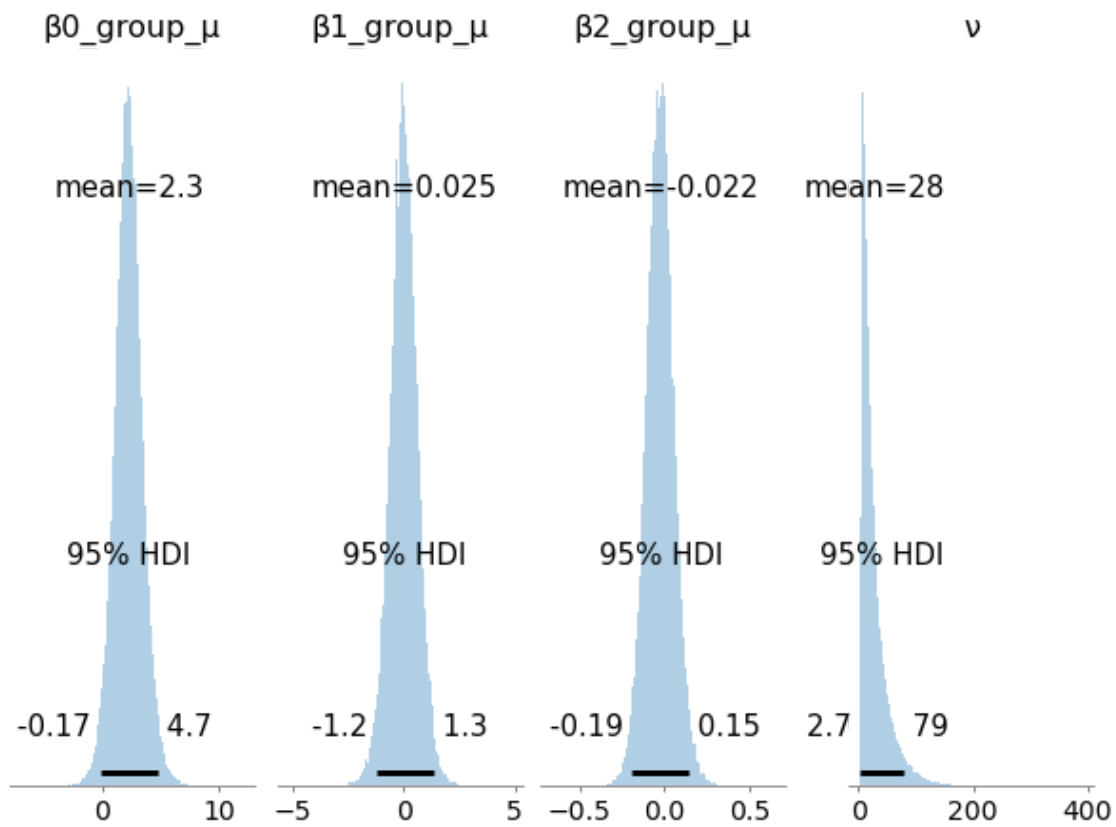 β0_group_μ β1_group_μ β2_group_μ ν
mean=2.3 mean=0.025 mean=-0.022 mean=28
95% HDI 95% HDI 95% HDI 95% HDI
-0.17 4.7 -1.2 1.3 -0.19 0.15 2.7 79
0 10 −5 0 5 −0.5 0.0 0.5 0 200 400